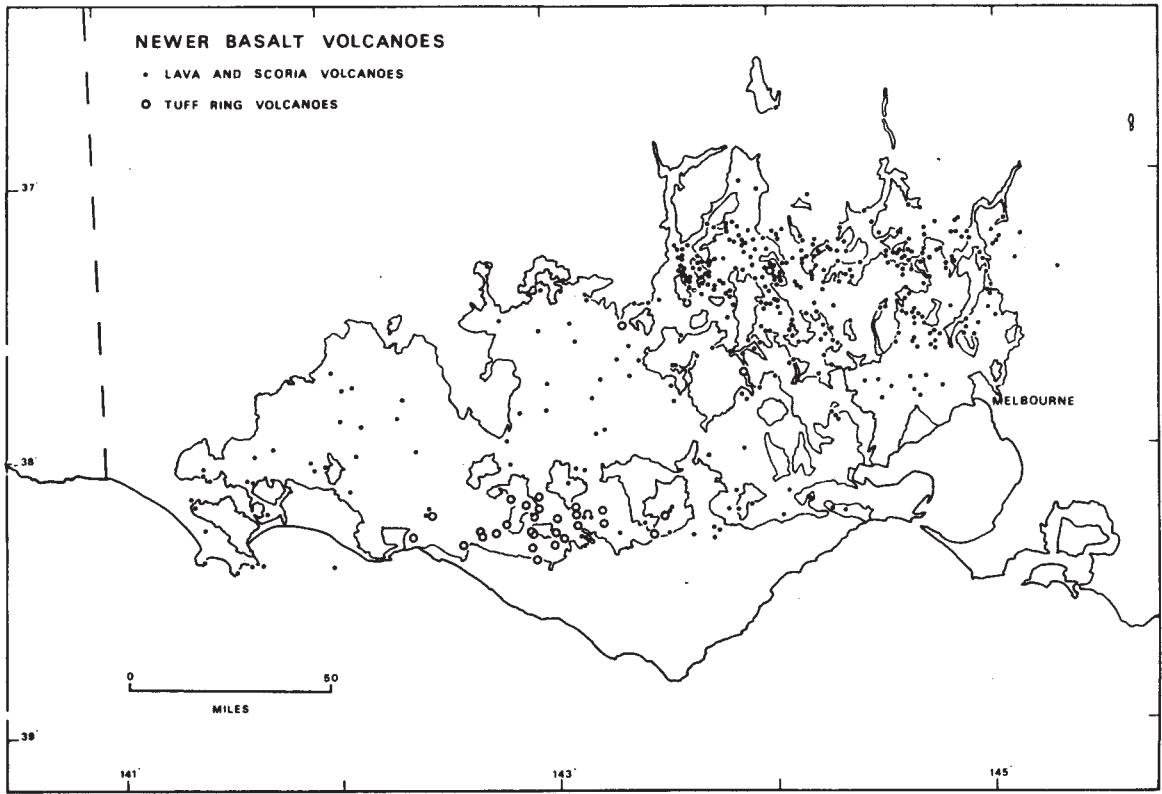 NEWER BASALT VOLCANOES
LAVA AND SCORIA VOLCANOES
TUFF RING VOLCANOES
37°
MELBOURNE
38°
0 50
MILES
39°
141° 143° 145°